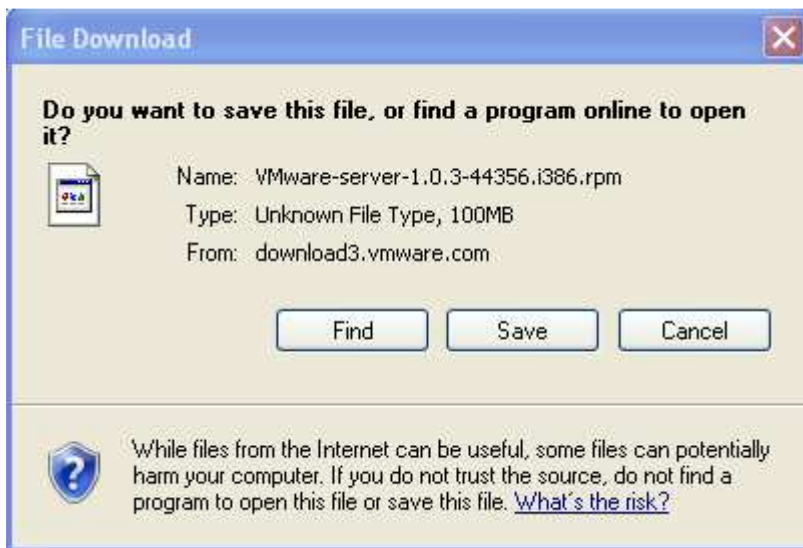 File Download
Do you want to save this file, or find a program online to open
it?
Name: VMware-server-1.0.3-44356.i386.rpm
Type: Unknown File Type, 100MB
From: download3.vmware.com
Find Save Cancel
While files from the Internet can be useful, some files can potentially
harm your computer. If you do not trust the source, do not find a
program to open this file or save this file. What's the risk?